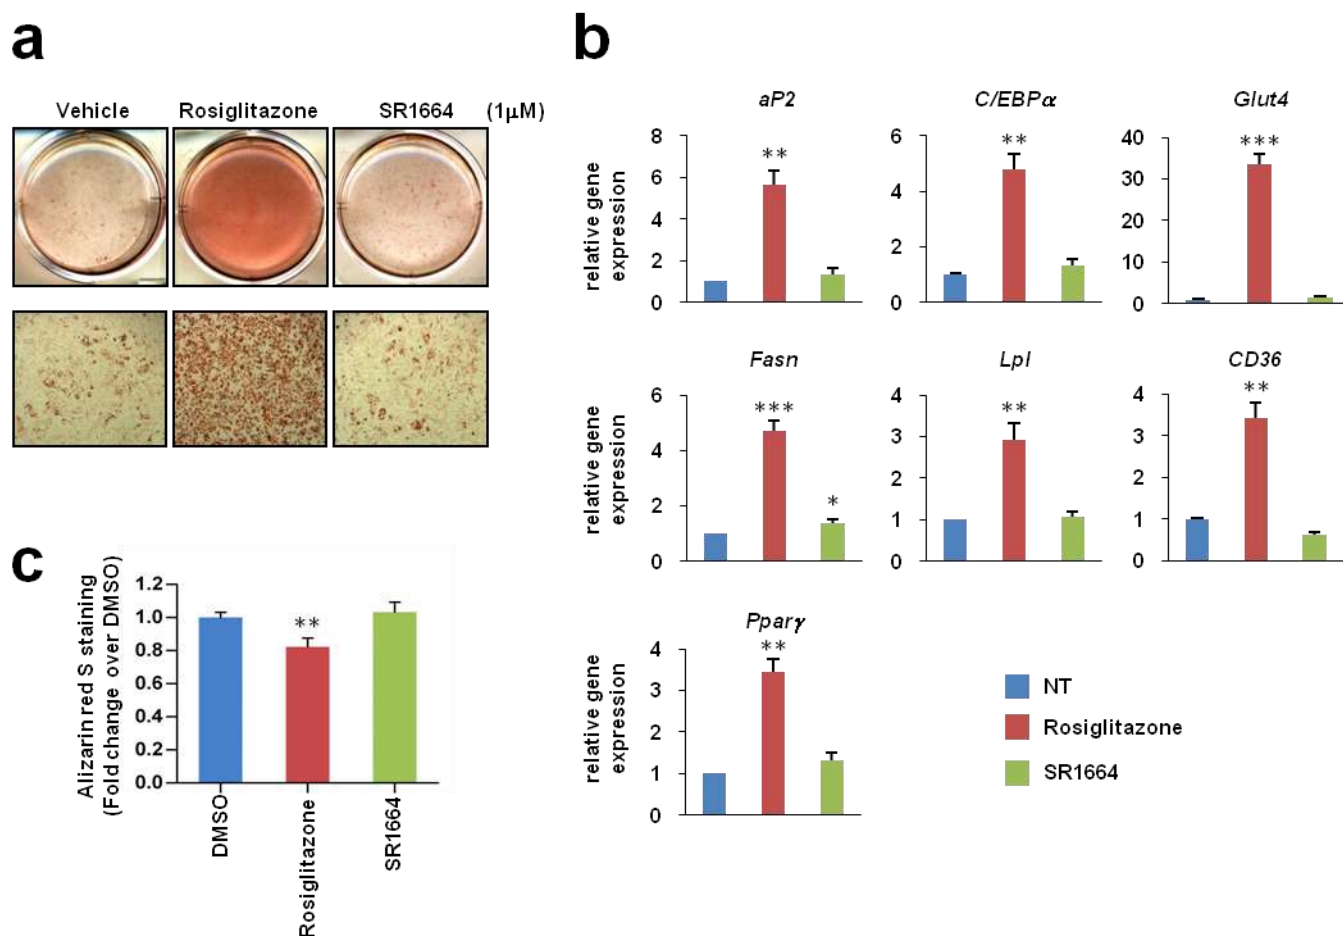 a
Vehicle
Rosiglitazone
SR1664
(1μM)
b
aP2
relative gene
expression
8
6
4
2
0
**
C/EBPα
6
4
2
0
**
Glut4
40
30
20
10
0
***
Fasn
relative gene
expression
6
4
2
0
***
*
Lpl
4
3
2
1
0
**
CD36
4
3
2
1
0
**
Pparγ
relative gene
expression
4
3
2
1
0
**
NT
Rosiglitazone
SR1664
c
Alizarin red S staining
(Fold change over DMSO)
1.2
1.0
0.8
0.6
0.4
0.2
0.0
**
DMSO
Rosiglitazone
SR1664